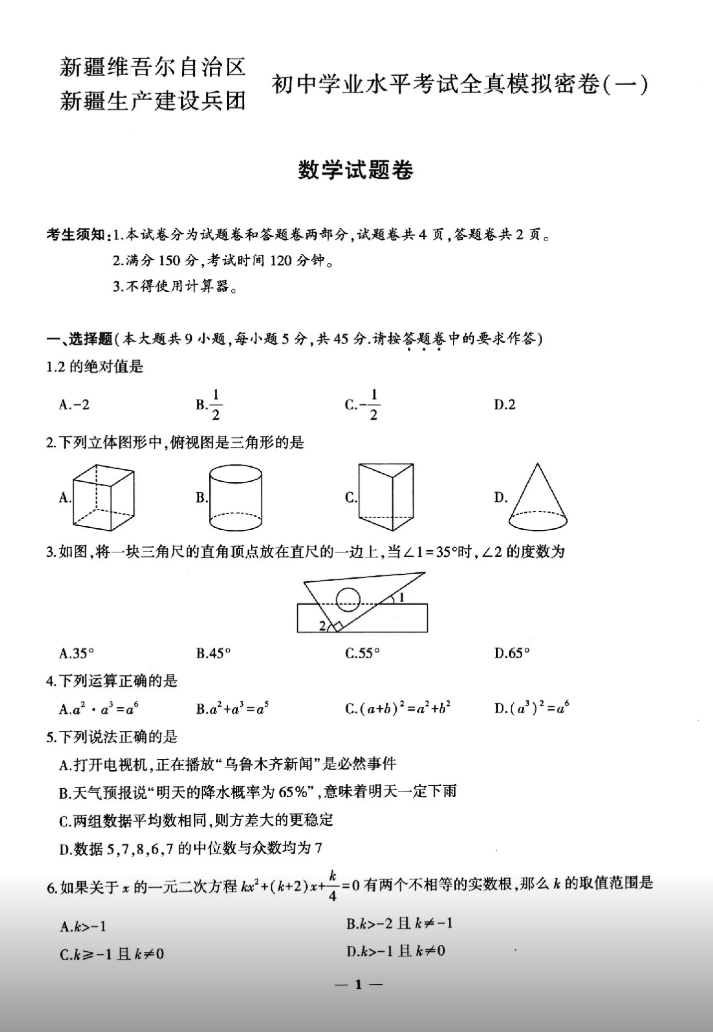 新疆维吾尔自治区
新疆生产建设兵团
初中学业水平考试全真模拟密卷(一)
数学试题卷
考生须知:1.本试卷分为试题卷和答题卷两部分,试题卷共4页,答题卷共2页。
2.满分150分,考试时间120分钟。
3.不得使用计算器。
一、选择题(本大题共9小题,每小题5分,共45分.请按答题卷中的要求作答)
1.2的绝对值是
A.-2 B.1/2 C.-1/2 D.2
2.下列立体图形中,俯视图是三角形的是
A. B. C. D.
3.如图,将一块三角尺的直角顶点放在直尺的一边上,当∠1=35°时,∠2的度数为
1
2
A.35° B.45° C.55° D.65°
4.下列运算正确的是
A.a²·a³=a⁶ B.a²+a³=a⁵ C.(a+b)²=a²+b² D.(a³)²=a⁶
5.下列说法正确的是
A.打开电视机,正在播放“乌鲁木齐新闻”是必然事件
B.天气预报说“明天的降水概率为65%”,意味着明天一定下雨
C.两组数据平均数相同,则方差大的更稳定
D.数据5,7,8,6,7的中位数与众数均为7
6.如果关于x的一元二次方程kx²+(k+2)x+k/4=0有两个不相等的实数根,那么k的取值范围是
A.k>-1 B.k>-2且k≠-1
C.k≥-1且k≠0 D.k>-1且k≠0
— 1 —